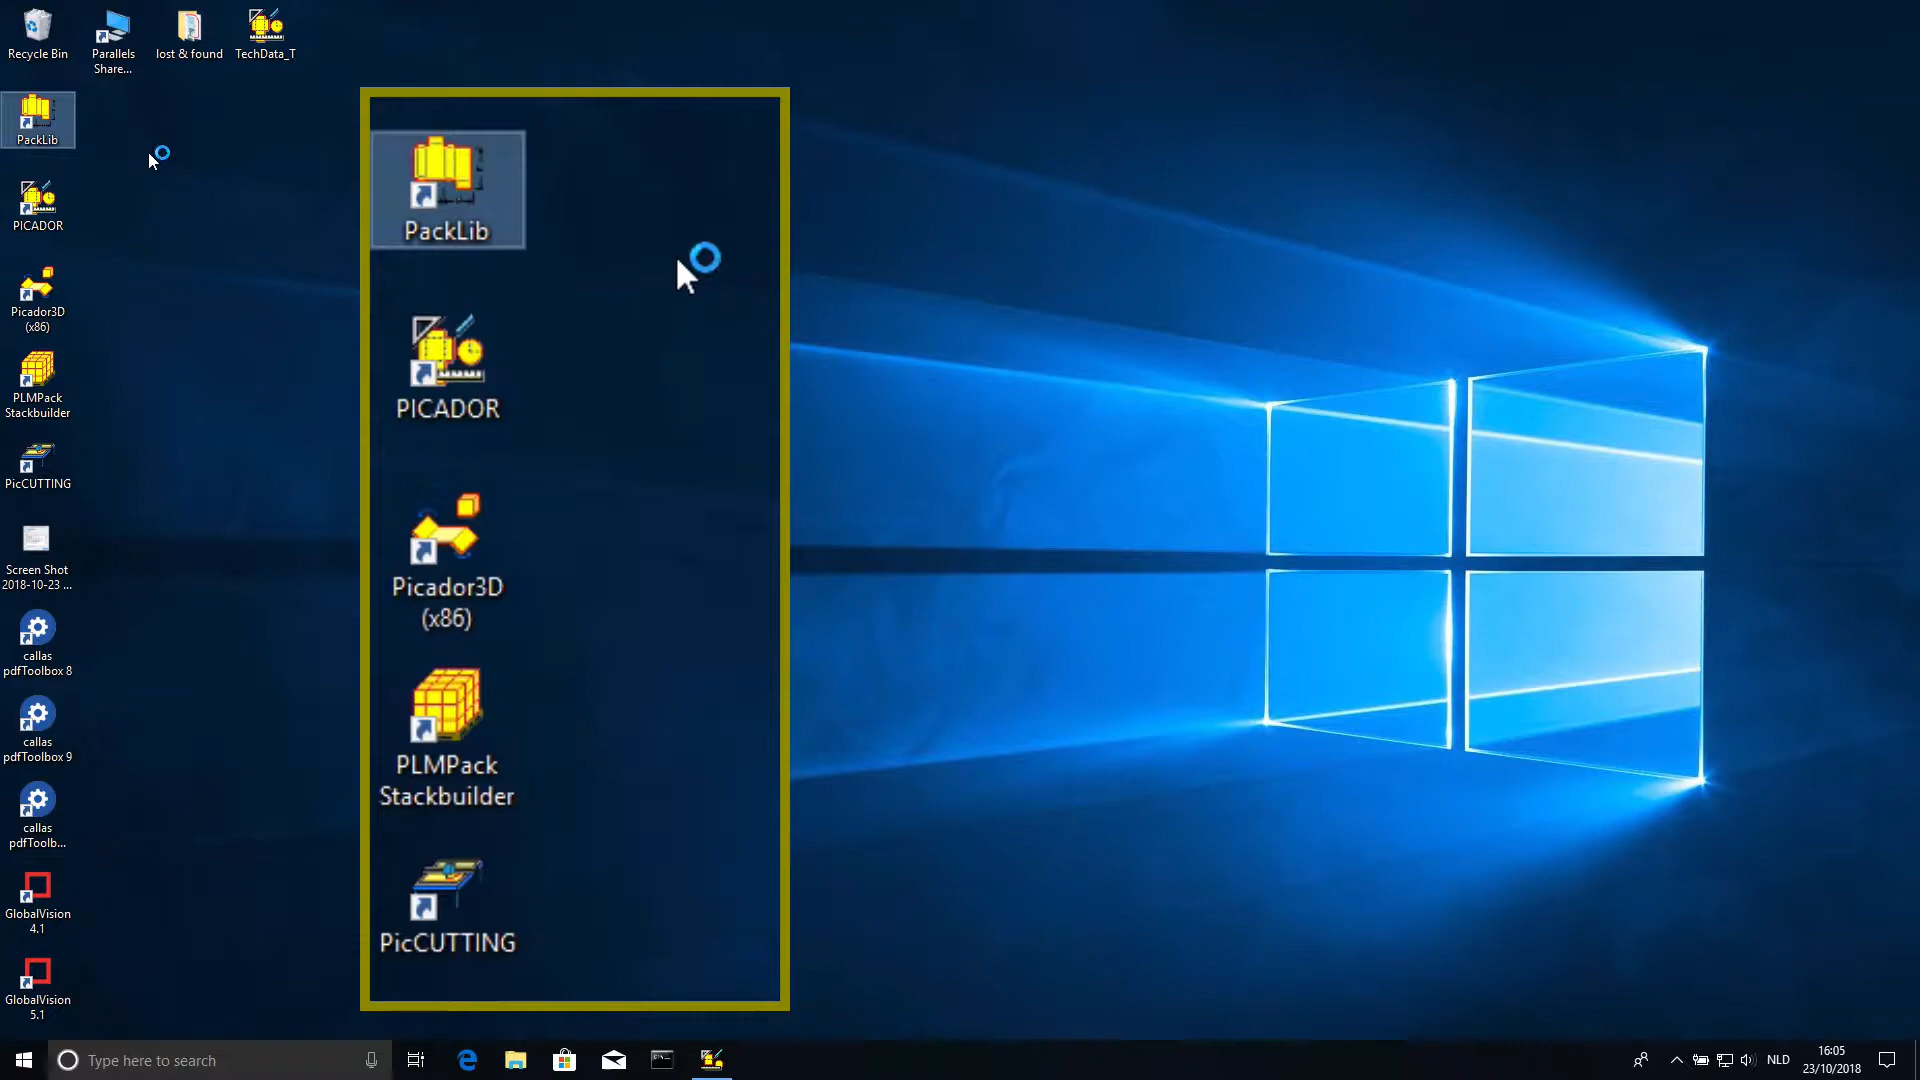 Recycle Bin
Parallels
Share...
lost & found
TechData_T
PackLib
PICADOR
Picador3D
(x86)
PLMPack
Stackbuilder
PicCUTTING
Screen Shot
2018-10-23 ...
callas
pdfToolbox 8
callas
pdfToolbox 9
callas
pdfToolb...
GlobalVision
4.1
GlobalVision
5.1
PackLib
PICADOR
Picador3D
(x86)
PLMPack
Stackbuilder
PicCUTTING
Type here to search
NLD
16:05
23/10/2018